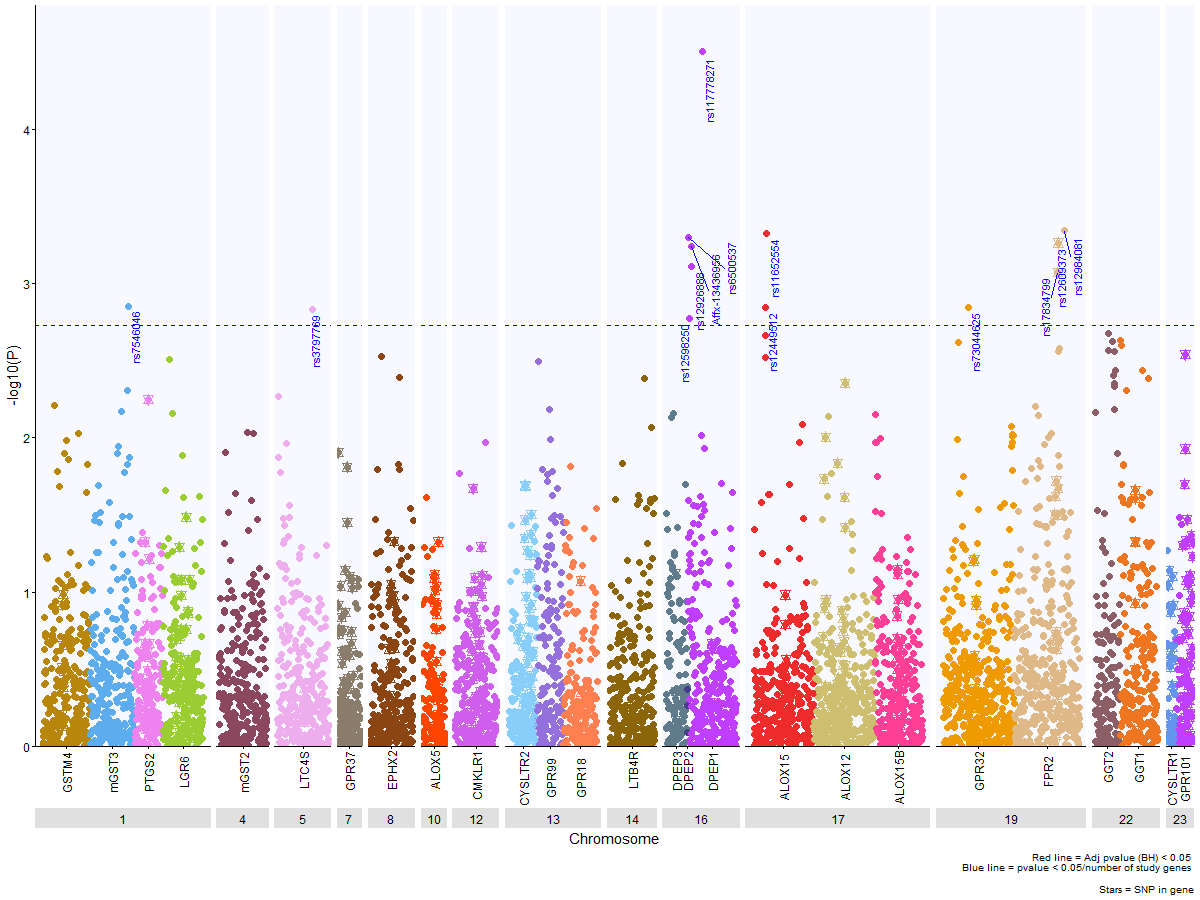 rs117778271
4
3
2
1
0
-log10(P)
rs7546046
rs3797769
rs12598250
rs12926888
Affx-13436956
rs6500537
rs11652554
rs12449512
rs73044625
rs17834799
rs12609373
rs12984081
GSTM4
mGST3
PTGS2
LGR6
mGST2
LTC4S
GPR37
EPHX2
ALOX5
CMKLR1
CYSLTR2
GPR99
GPR18
LTB4R
DPEP3
DPEP2
DPEP1
ALOX15
ALOX12
ALOX15B
GPR32
FPR2
GGT2
GGT1
CYSLTR1
GPR101
1 4 5 7 8 10 12 13 14 16 17 19 22 23
Chromosome
Red line = Adj pvalue (BH) < 0.05
Blue line = pvalue < 0.05/number of study genes
Stars = SNP in gene